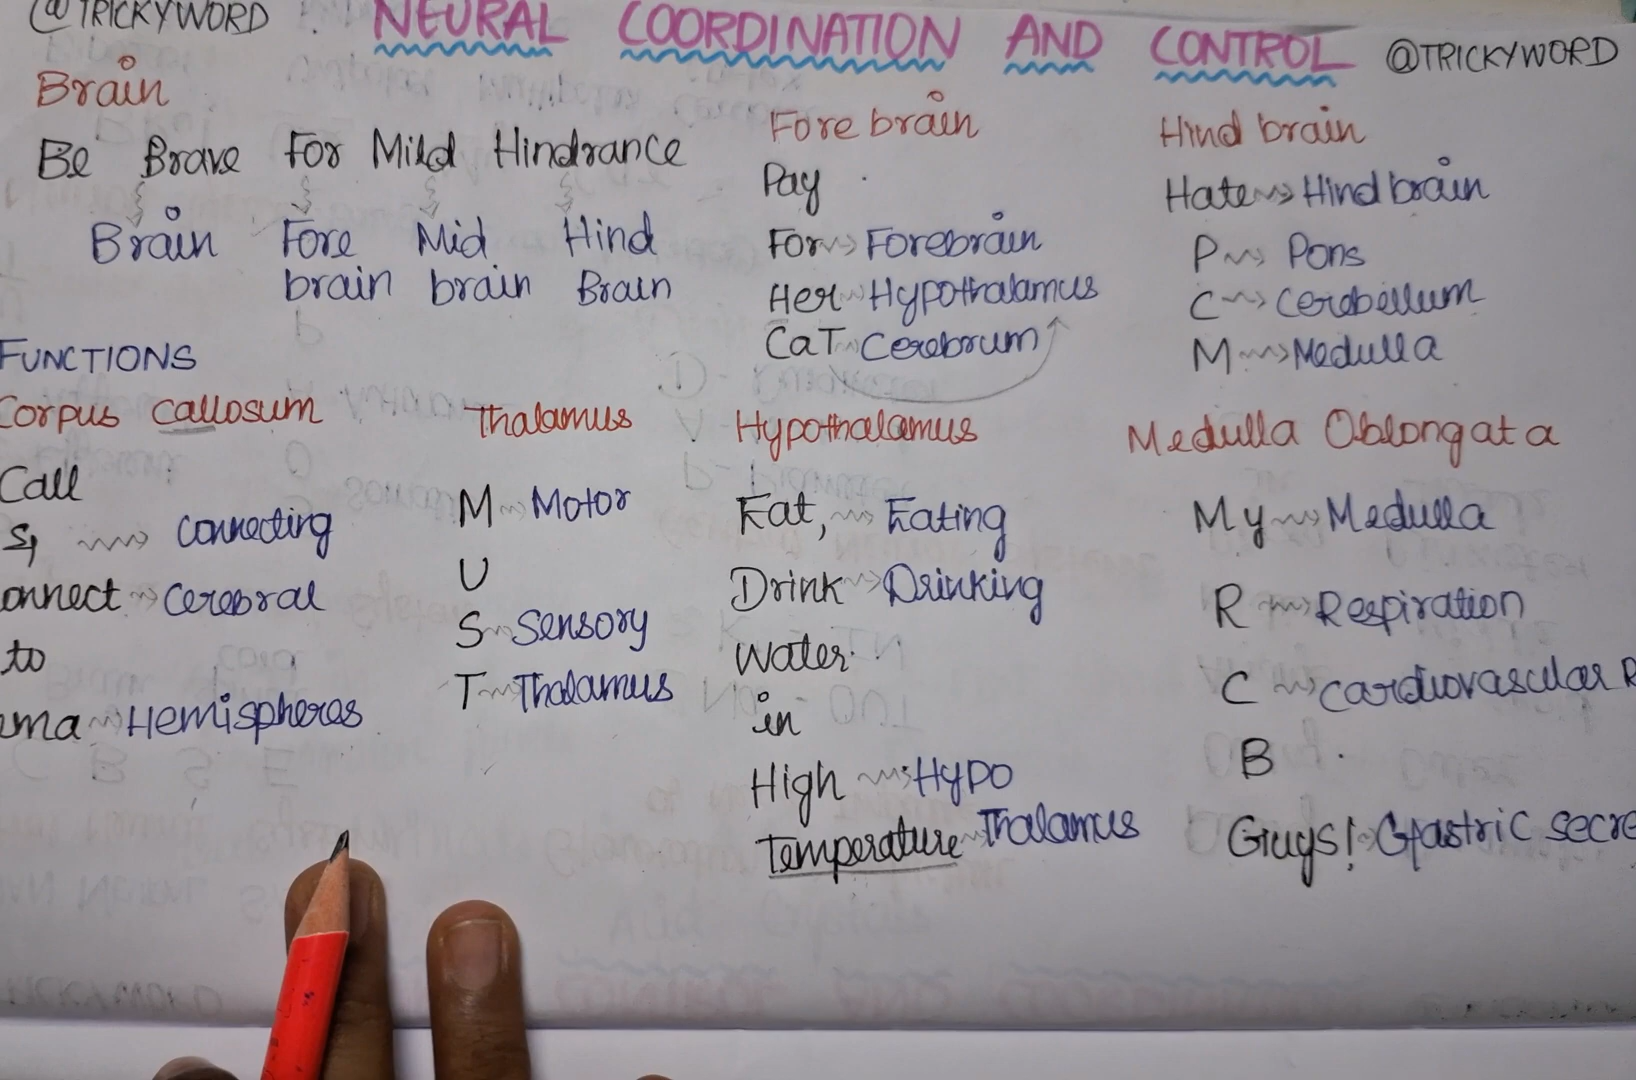 @TRICKYWORD NEURAL COORDINATION AND CONTROL @TRICKYWORD
Brain
Be Brave For Mild Hindrance
Brain Fore Mid Hind
brain brain Brain
Fore brain
Pay
For Forebrain
Her Hypothalamus
CaT Cerebrum
Hind brain
Hate Hind brain
P Pons
C Cerebellum
M Medulla
FUNCTIONS
Corpus callosum
Call
connecting
onnect Cerebral
to
ma Hemispheres
Thalamus
M Motor
U
S Sensory
T Thalamus
Hypothalamus
Eat, Eating
Drink Drinking
Water
in
High Hypo
Temperature Thalamus
Medulla Oblongata
My Medulla
R Respiration
C Cardiovascular R
B
Guys! Gastric secre